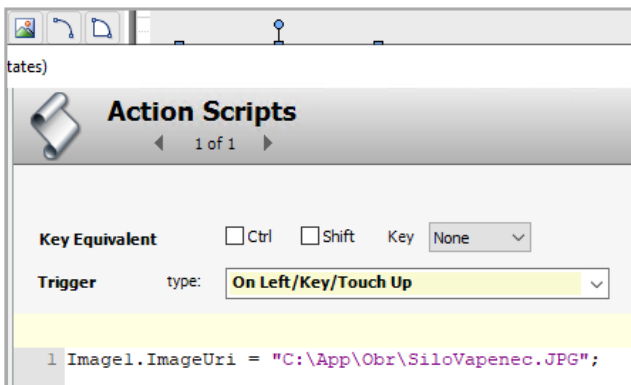 tates)
Action Scripts
1 of 1
Key Equivalent Ctrl Shift Key None
Trigger type: On Left/Key/Touch Up
1 Image1.ImageUri = "C:\App\Obr\SiloVapenec.JPG";